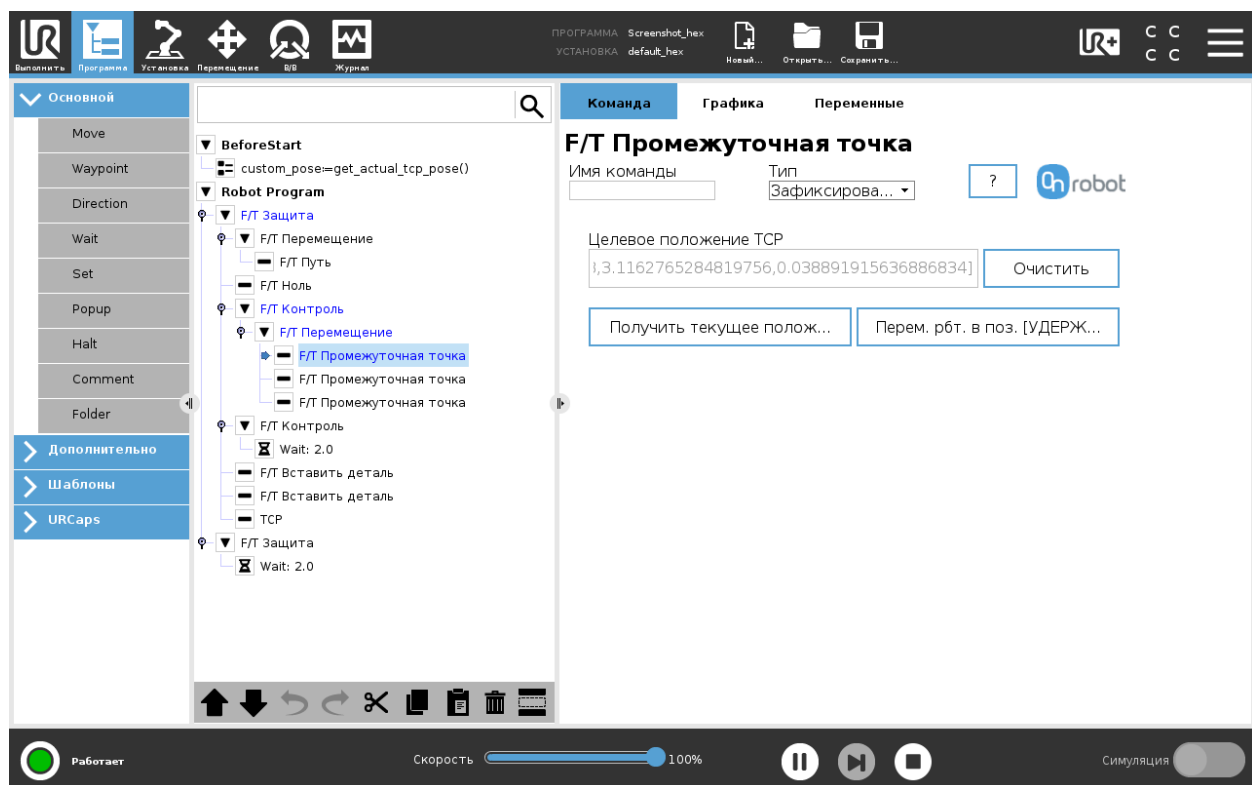 ПРОГРАММА Screenshot_hex
УСТАНОВКА default_hex
Выполнить
Программа
Установка
Перемещение
В/В
Журнал
Новый...
Открыть...
Сохранить...
UR+
C C
C C
Основной
Move
Waypoint
Direction
Wait
Set
Popup
Halt
Comment
Folder
Дополнительно
Шаблоны
URCaps
BeforeStart
custom_pose≔get_actual_tcp_pose()
Robot Program
F/T Защита
F/T Перемещение
F/T Путь
F/T Ноль
F/T Контроль
F/T Перемещение
F/T Промежуточная точка
F/T Промежуточная точка
F/T Промежуточная точка
F/T Контроль
Wait: 2.0
F/T Вставить деталь
F/T Вставить деталь
TCP
F/T Защита
Wait: 2.0
Команда
Графика
Переменные
F/T Промежуточная точка
Имя команды
Тип
Зафиксирова...
?
On robot
Целевое положение TCP
,3.1162765284819756,0.038891915636886834]
Очистить
Получить текущее полож...
Перем. рбт. в поз. [УДЕРЖ...
Работает
Скорость
100%
Симуляция